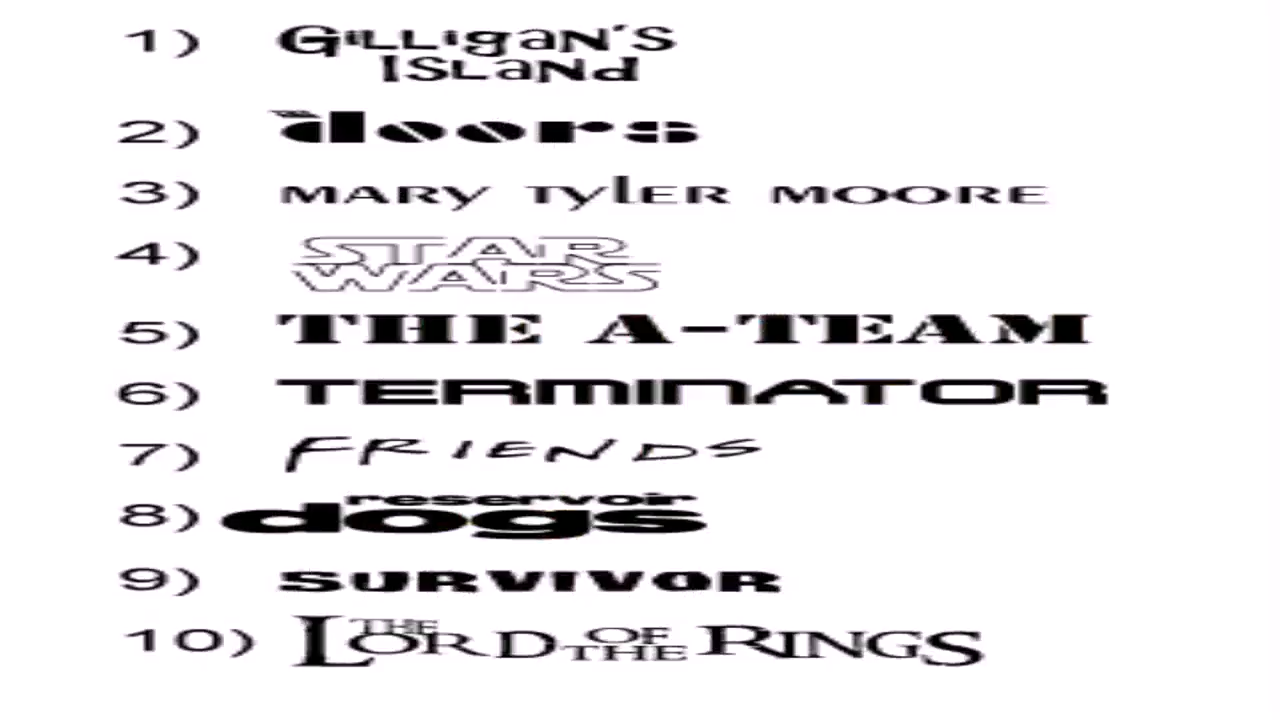 1) GiLLigaN'S
ISLaNd
2) the doors
3) MARY TylER MOORE
4) STAR
WARS
5) THE A-TEAM
6) TERMINATOR
7) FRIENDS
8) reservoir
dogs
9) SURVIVOR
10) THE LORD OF THE RINGS